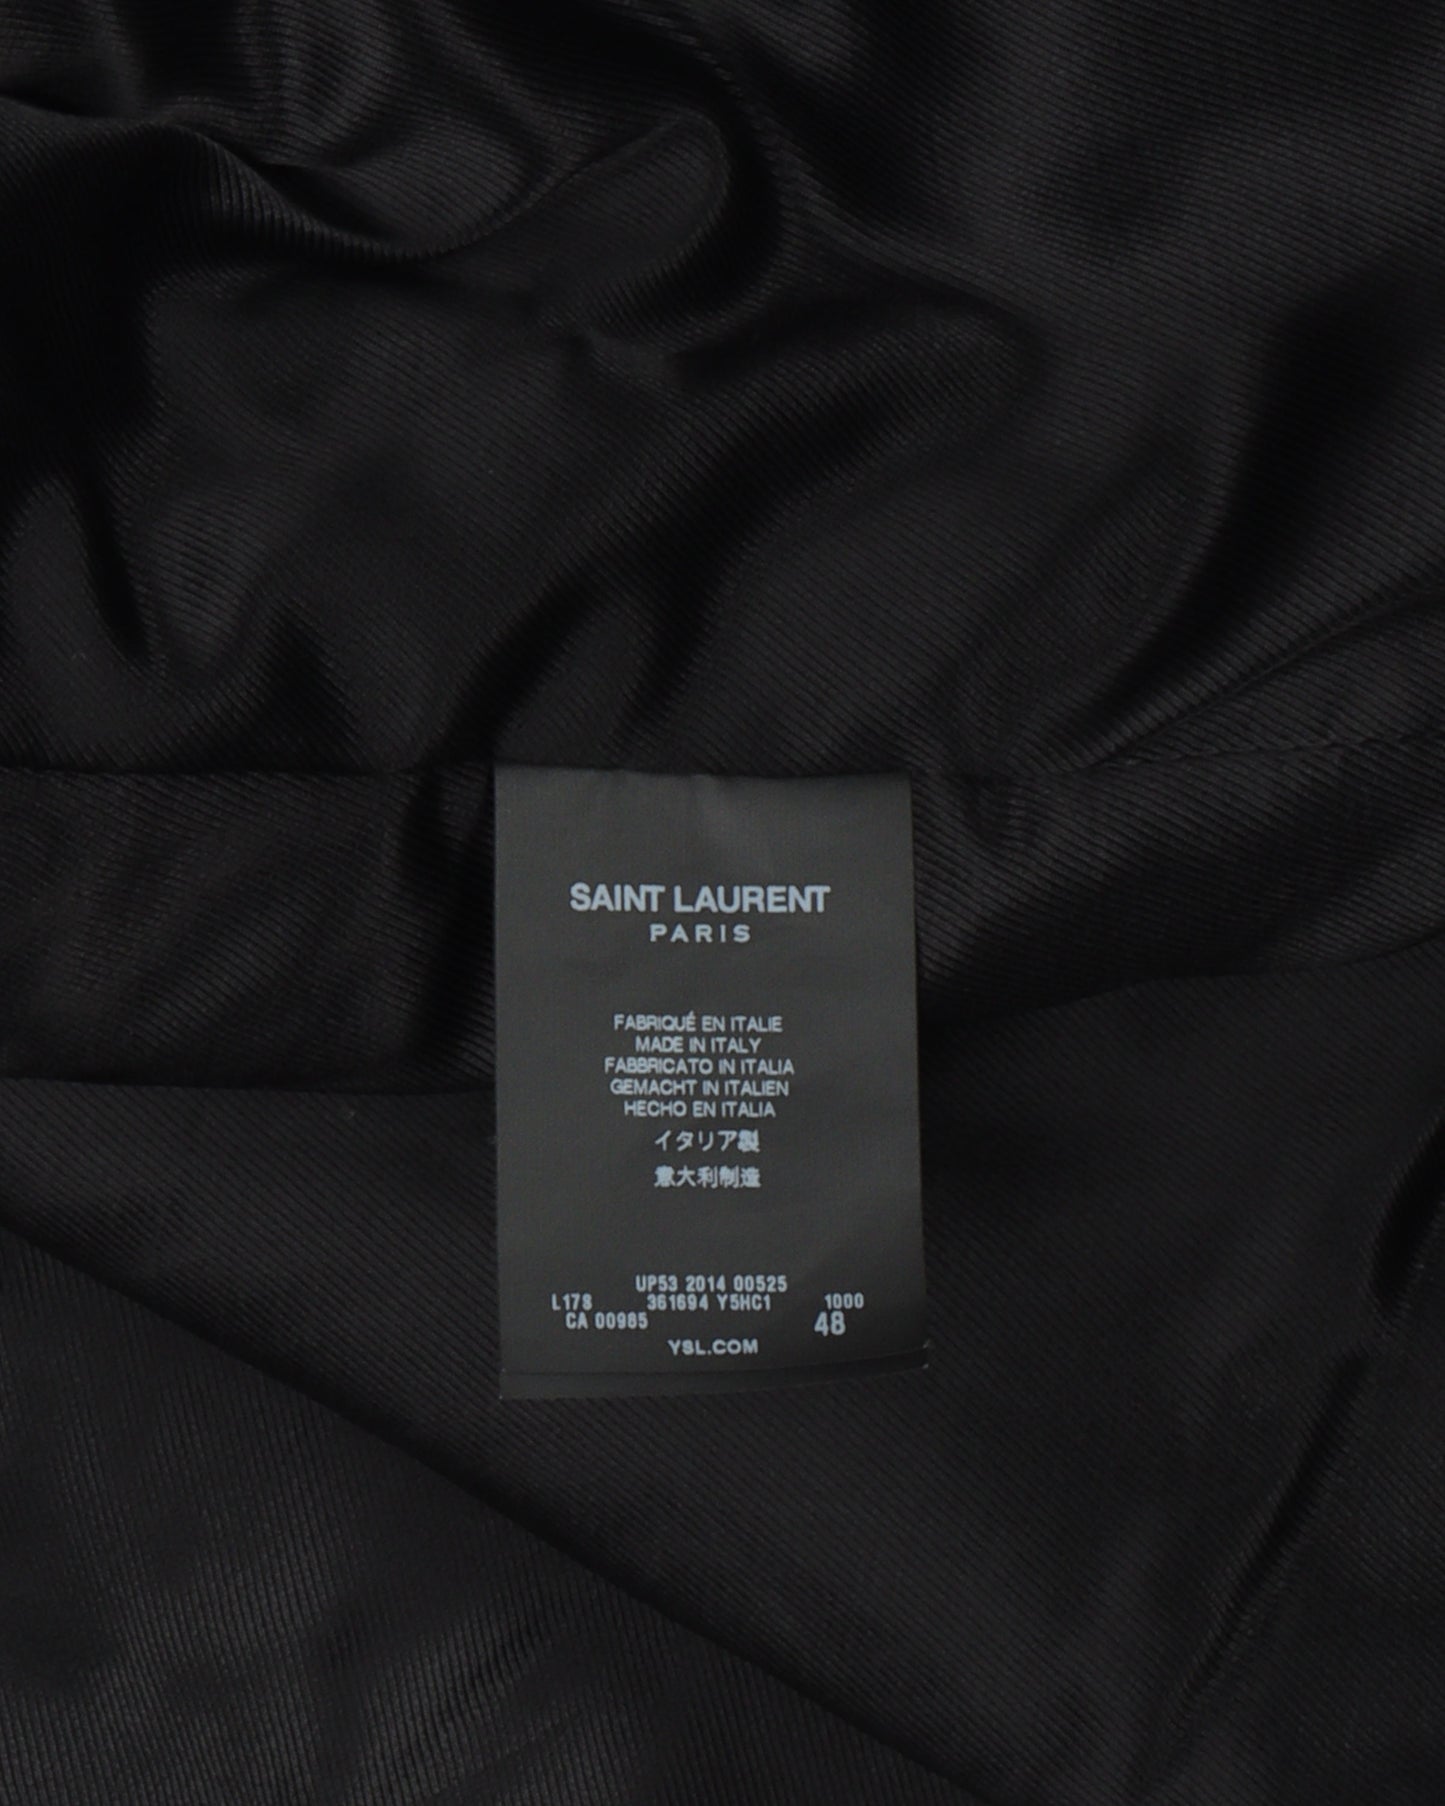 SAINT LAURENT
PARIS
FABRIQUÉ EN ITALIE
MADE IN ITALY
FABBRICATO IN ITALIA
GEMACHT IN ITALIEN
HECHO EN ITALIA
イタリア製
意大利制造
UP53 2014 00525
L178 361694 Y5HC1 1000
CA 00985 48
YSL.COM